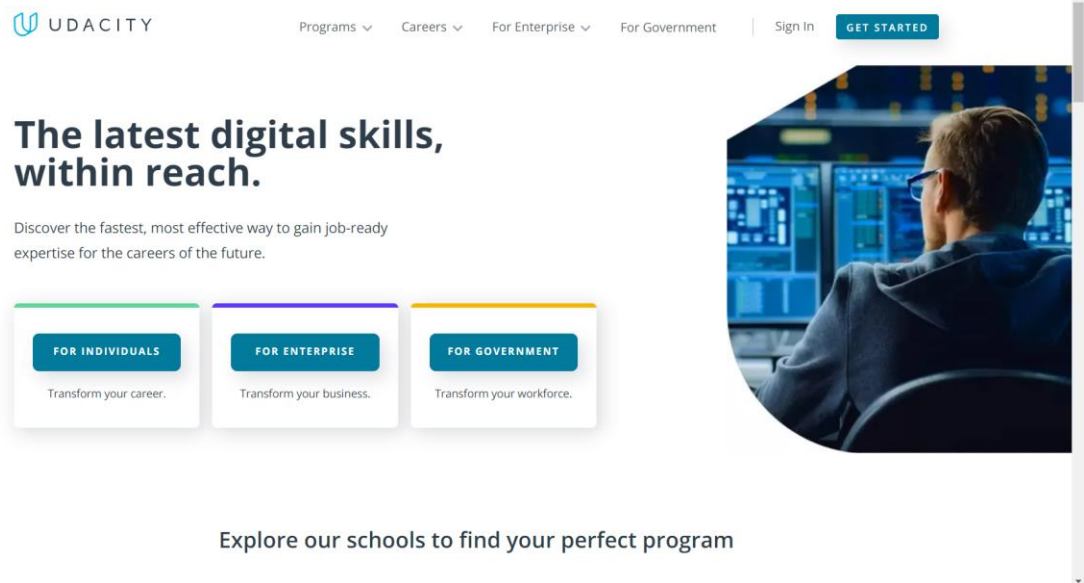 UDACITY
Programs
Careers
For Enterprise
For Government
Sign In
GET STARTED
The latest digital skills,
within reach.
Discover the fastest, most effective way to gain job-ready
expertise for the careers of the future.
FOR INDIVIDUALS
Transform your career.
FOR ENTERPRISE
Transform your business.
FOR GOVERNMENT
Transform your workforce.
Explore our schools to find your perfect program